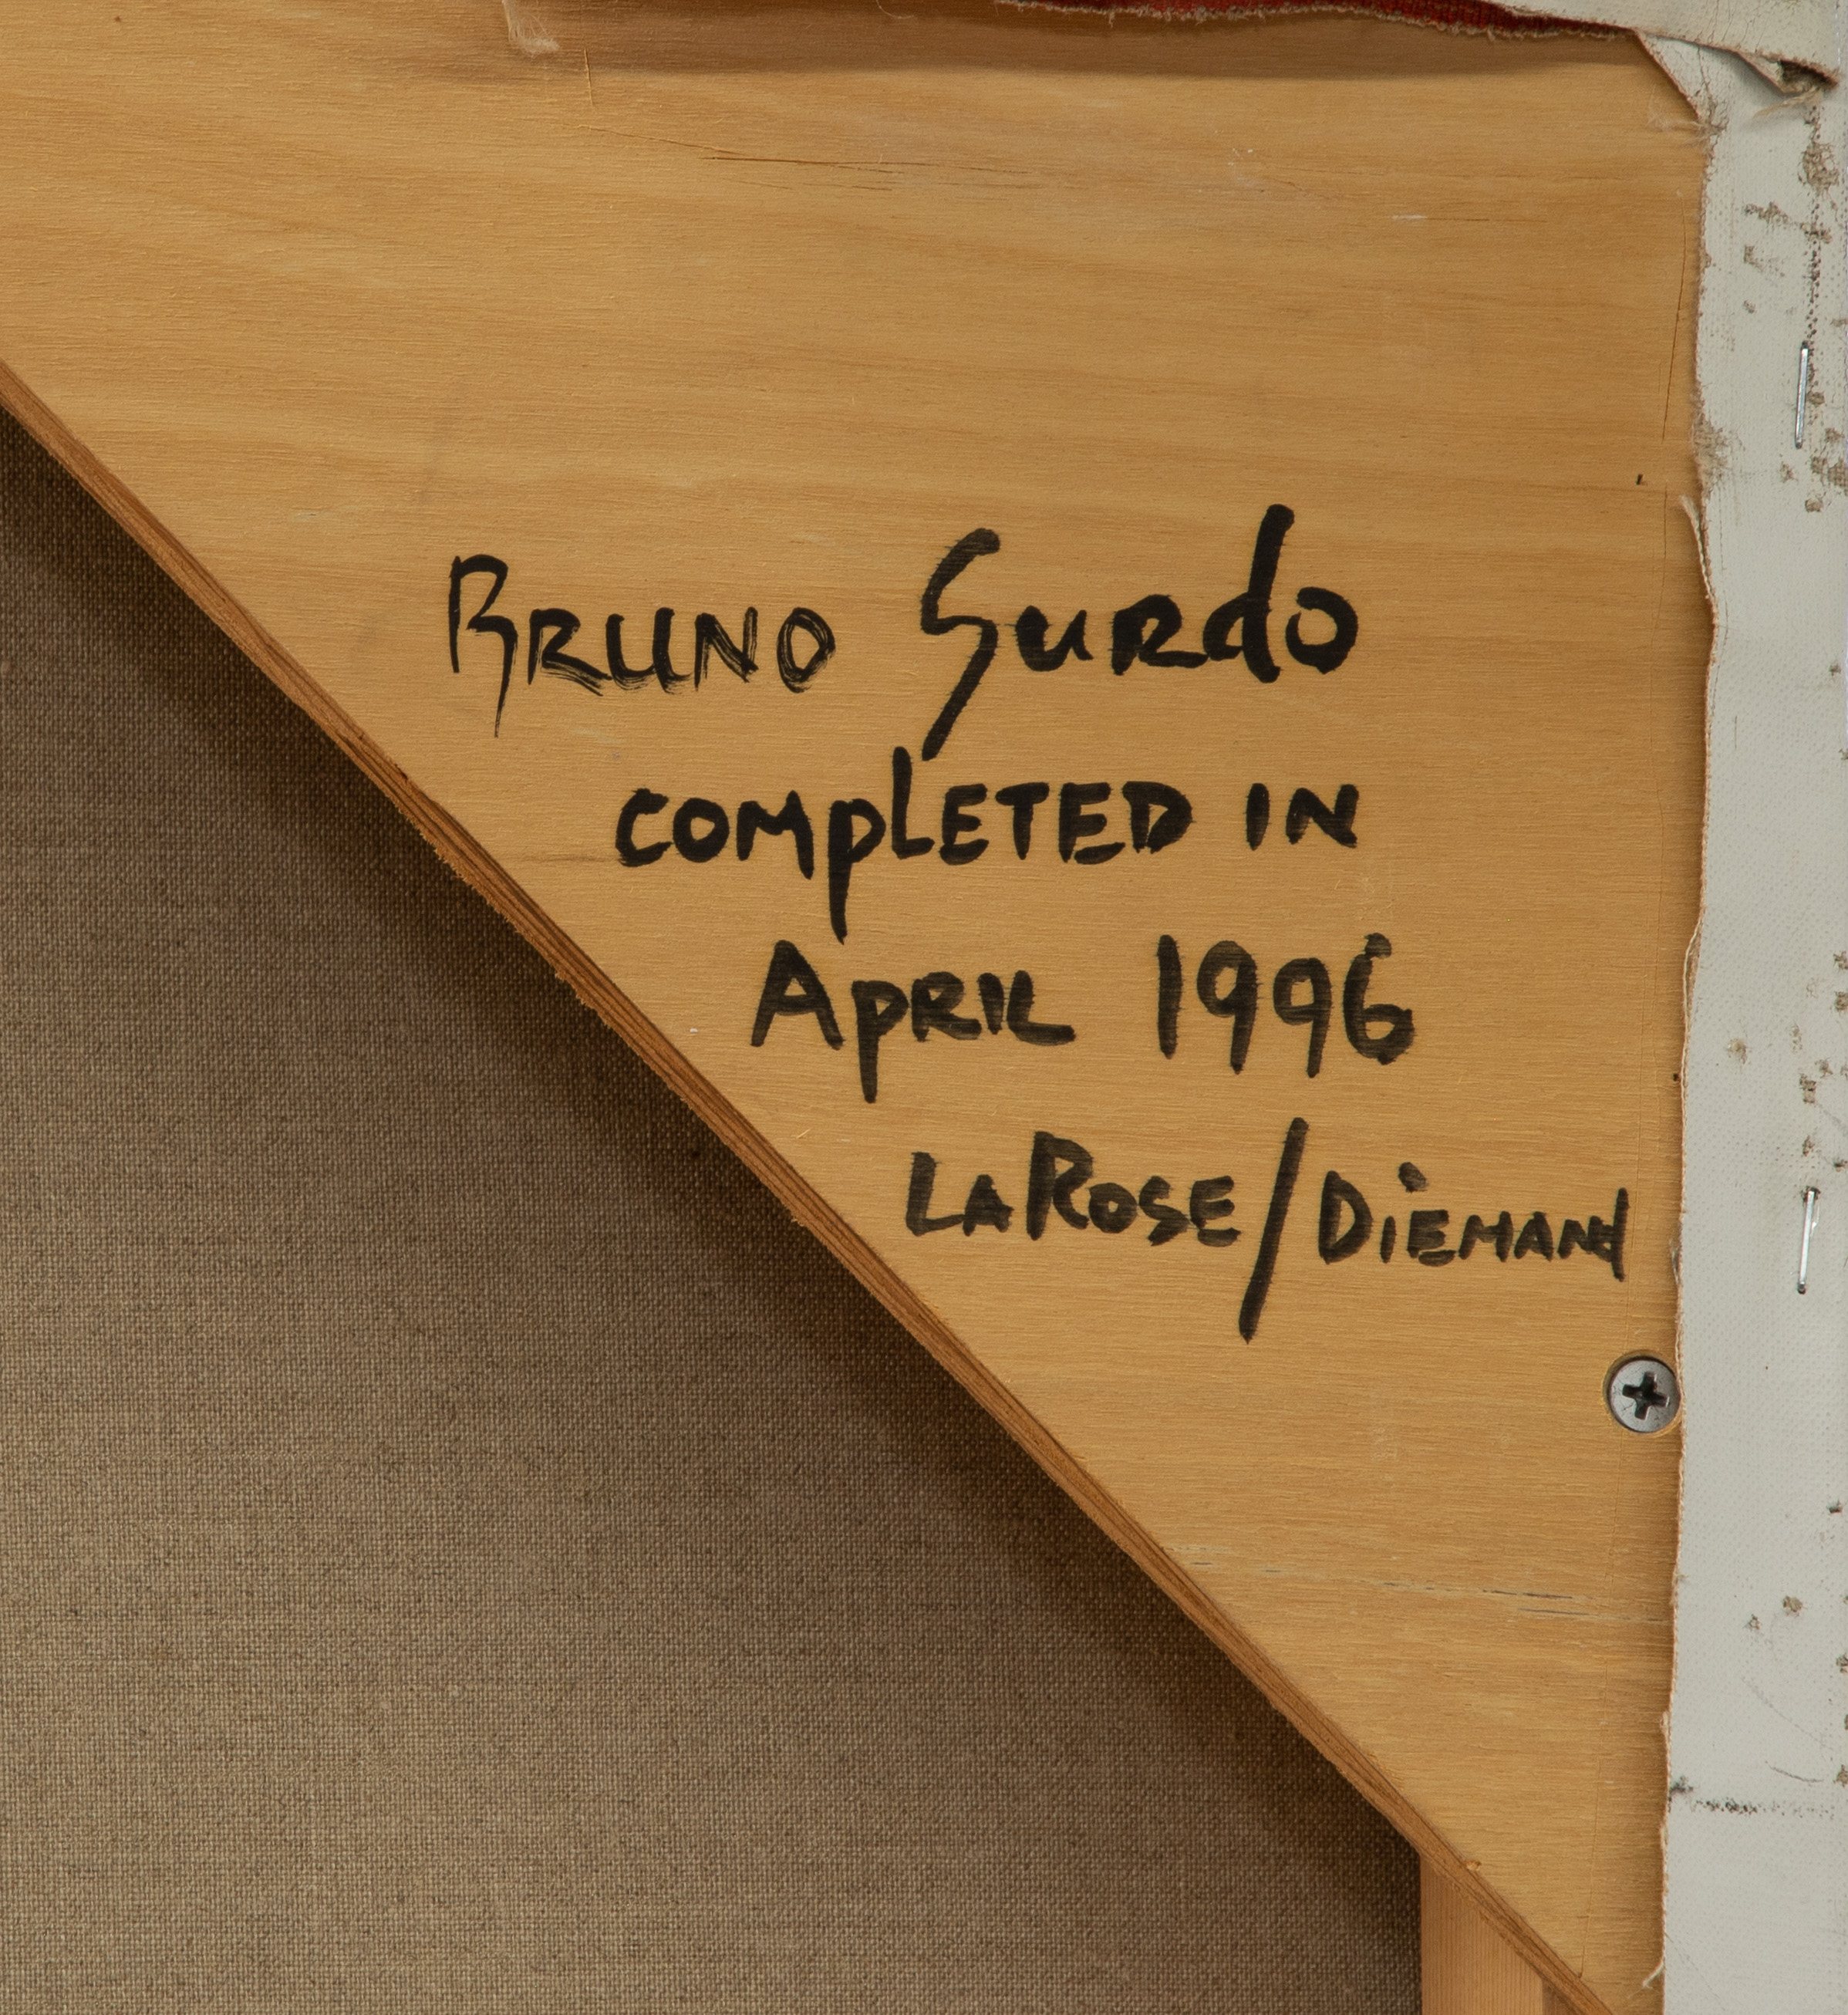 BRUNO Surdo
COMpLETED IN
ApRIL 1996
LAROSE/DiEMANd